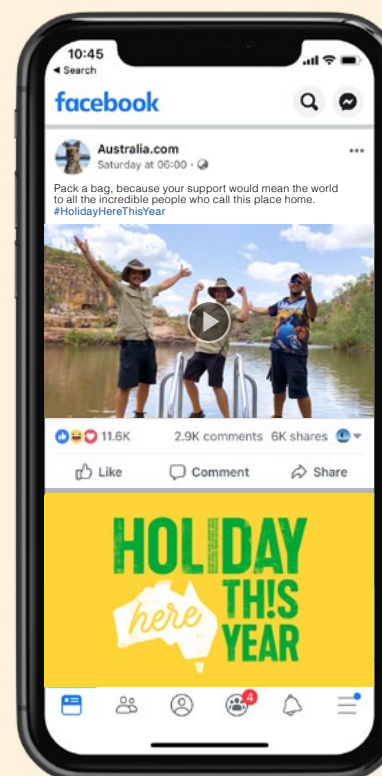 10:45
◀ Search
facebook
Australia.com
Saturday at 06:00 ·
Pack a bag, because your support would mean the world
to all the incredible people who call this place home.
#HolidayHereThisYear
11.6K 2.9K comments 6K shares
Like Comment Share
HOLIDAY
here TH!S
YEAR
4